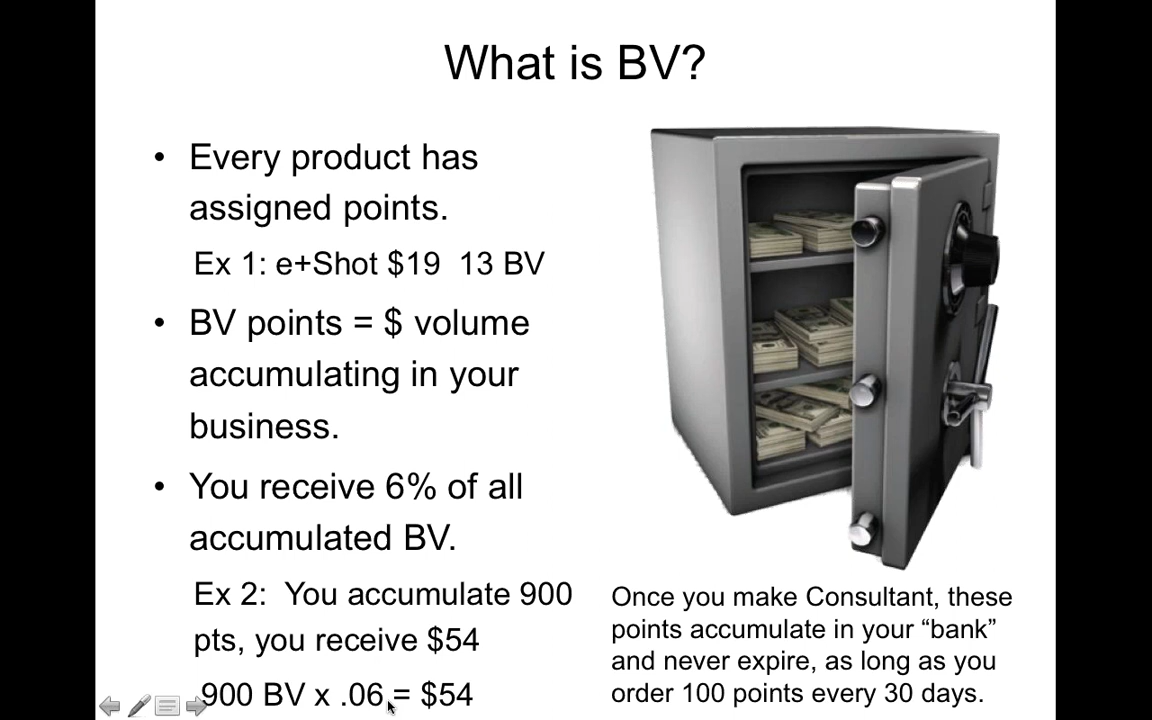 What is BV?
• Every product has
assigned points.
Ex 1: e+Shot $19  13 BV
• BV points = $ volume
accumulating in your
business.
• You receive 6% of all
accumulated BV.
Ex 2:  You accumulate 900
pts, you receive $54
900 BV x .06 = $54
Once you make Consultant, these
points accumulate in your “bank”
and never expire, as long as you
order 100 points every 30 days.